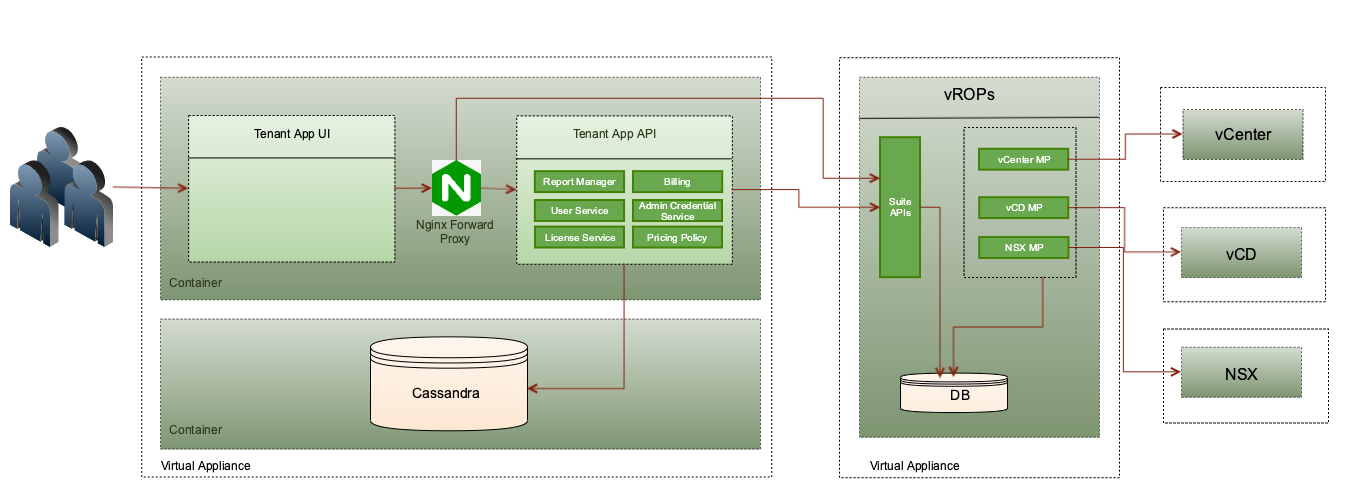 Tenant App UI
N
Nginx Forward
Proxy
Tenant App API
Report Manager
Billing
User Service
Admin Credential
Service
License Service
Pricing Policy
Container
Cassandra
Container
Virtual Appliance
vROPs
Suite
APIs
vCenter MP
vCD MP
NSX MP
DB
Virtual Appliance
vCenter
vCD
NSX